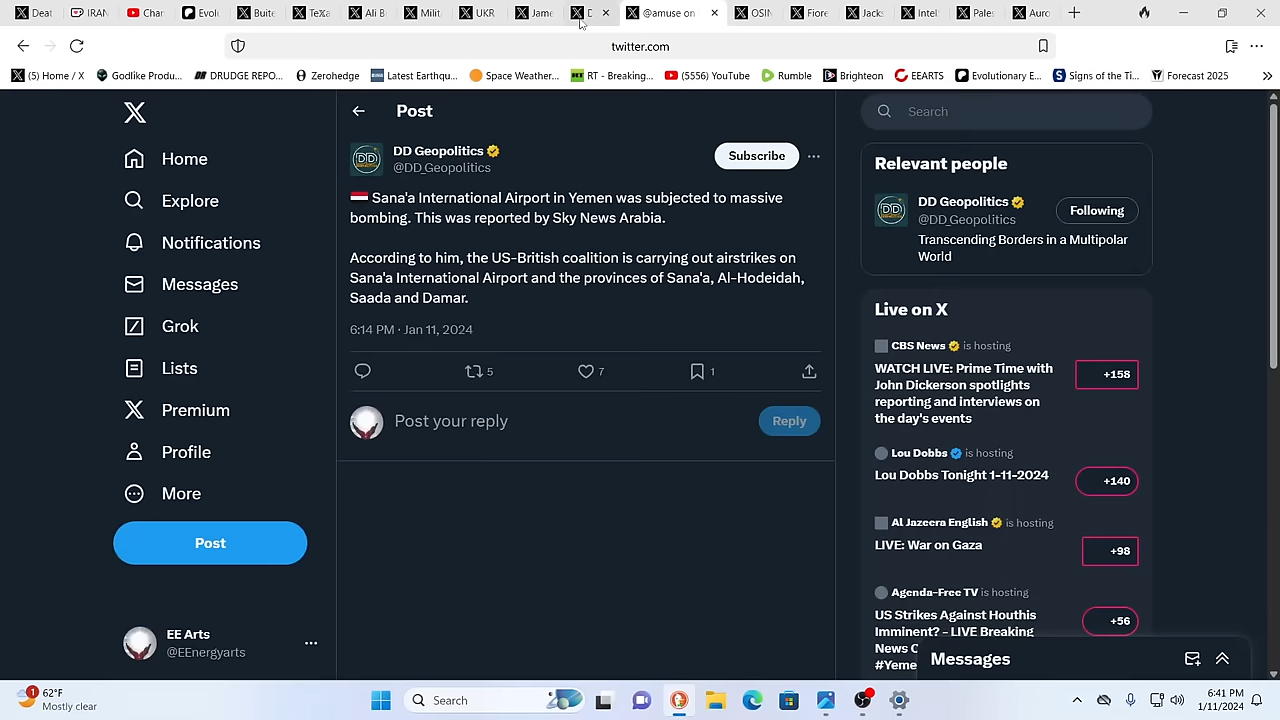 Deat
IRAN
Char
Evol
Buite
TeXa
Ali B
Milit
UKR
Jame
D
@amuse on
OSIN
Fiore
Jack
Intel
Pales
Auro
twitter.com
(5) Home / X
Godlike Produ...
DRUDGE REPO...
Zerohedge
Latest Earthqu...
Space Weather...
RT - Breaking...
(5556) YouTube
Rumble
Brighteon
EEARTS
Evolutionary E...
Signs of the Ti...
Forecast 2025
Home
Explore
Notifications
Messages
Grok
Lists
Premium
Profile
More
Post
EE Arts
@EEnergyarts
Post
DD Geopolitics
@DD_Geopolitics
Subscribe
Sana'a International Airport in Yemen was subjected to massive
bombing. This was reported by Sky News Arabia.
According to him, the US-British coalition is carrying out airstrikes on
Sana'a International Airport and the provinces of Sana'a, Al-Hodeidah,
Saada and Damar.
6:14 PM · Jan 11, 2024
5
7
1
Post your reply
Reply
Search
Relevant people
DD Geopolitics
@DD_Geopolitics
Following
Transcending Borders in a Multipolar
World
Live on X
CBS News is hosting
WATCH LIVE: Prime Time with
John Dickerson spotlights
reporting and interviews on
the day's events
+158
Lou Dobbs is hosting
Lou Dobbs Tonight 1-11-2024
+140
Al Jazeera English is hosting
LIVE: War on Gaza
+98
Agenda-Free TV is hosting
US Strikes Against Houthis
Imminent? - LIVE Breaking
News C
#Yeme
+56
Messages
1
62°F
Mostly clear
Search
6:41 PM
1/11/2024